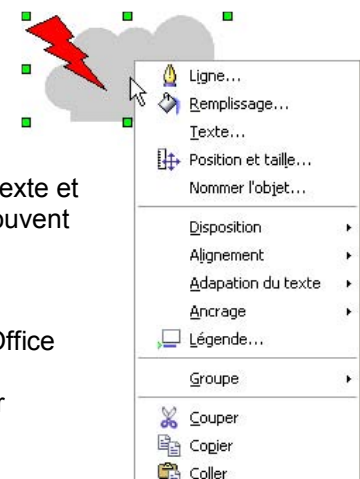 Ligne...
Remplissage...
Texte...
Position et taille...
Nommer l'objet...
exte et
ouvent
Disposition
Alignement
Adapation du texte
Ancrage
Office
Légende...
Groupe
r
Couper
Copier
Coller